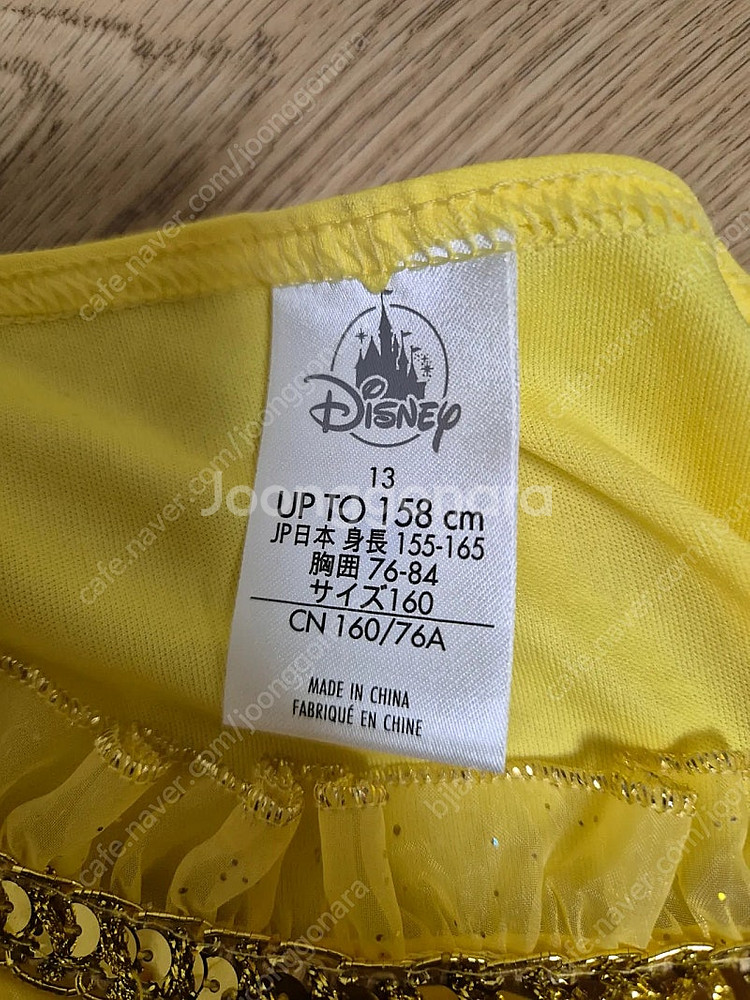 DISNEY
13
UP TO 158 cm
JP日本 身長 155-165
胸囲 76-84
サイズ160
CN 160/76A
MADE IN CHINA
FABRIQUÉ EN CHINE
Joonggonara
cafe.naver.com/joonggonara